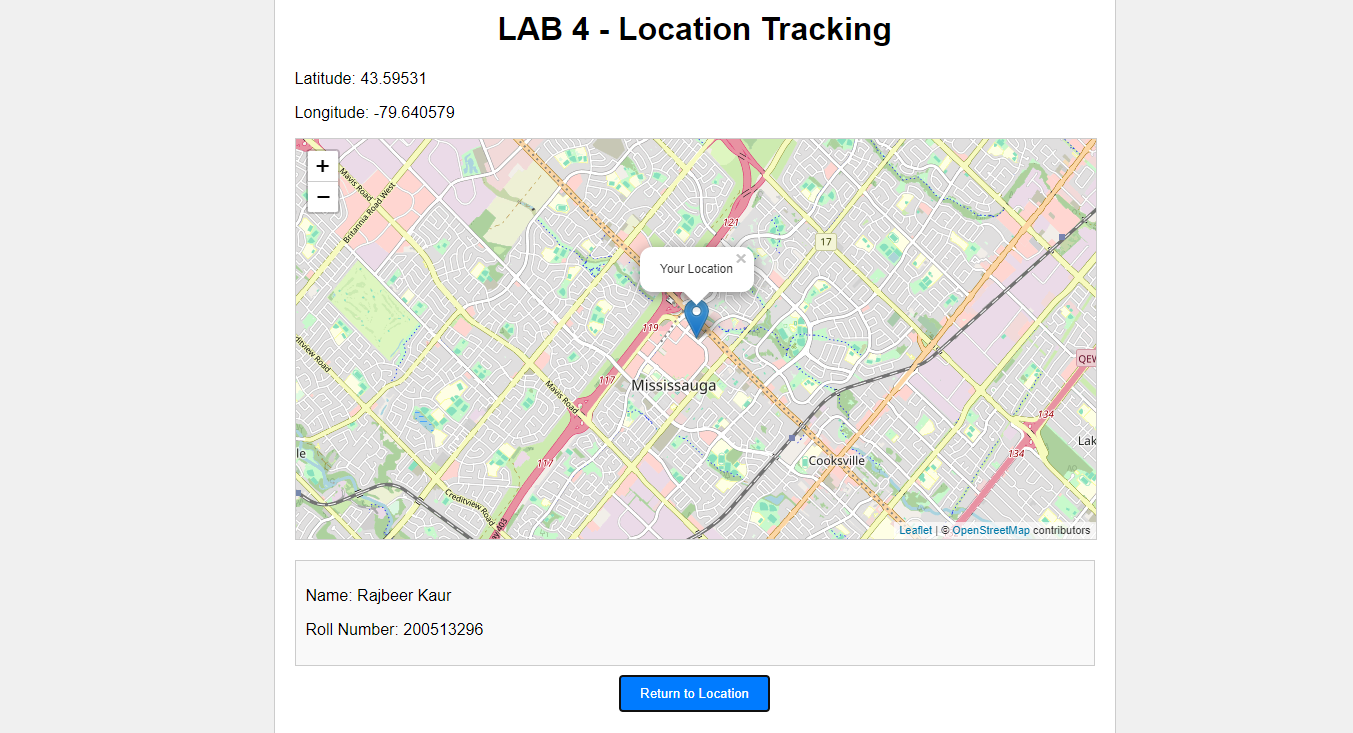 LAB 4 - Location Tracking
Latitude: 43.59531
Longitude: -79.640579
+
−
Mavis Road
Britannia Road West
121
17
Your Location
×
119
ditview Road
QEW
117
Mississauga
Mavis Road
134
Lak
le
134
Cooksville
117
Creditview Road
y 403
Leaflet | © OpenStreetMap contributors
Name: Rajbeer Kaur
Roll Number: 200513296
Return to Location